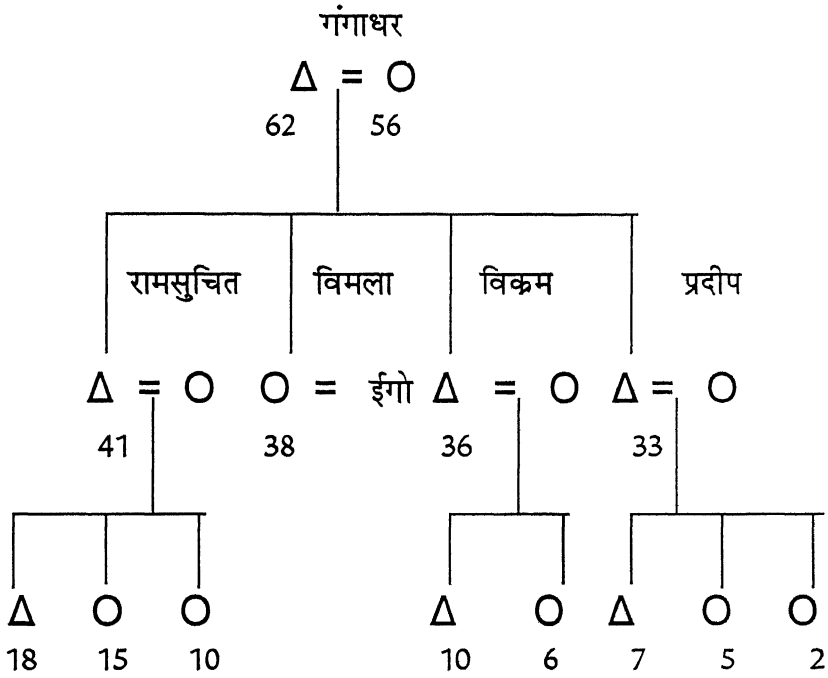 गंगाधर
Δ = O
62 56
रामसुचित विमला विक्रम प्रदीप
Δ = O O = ईगो Δ = O Δ = O
41 38 36 33
Δ O O Δ O Δ O O
18 15 10 10 6 7 5 2